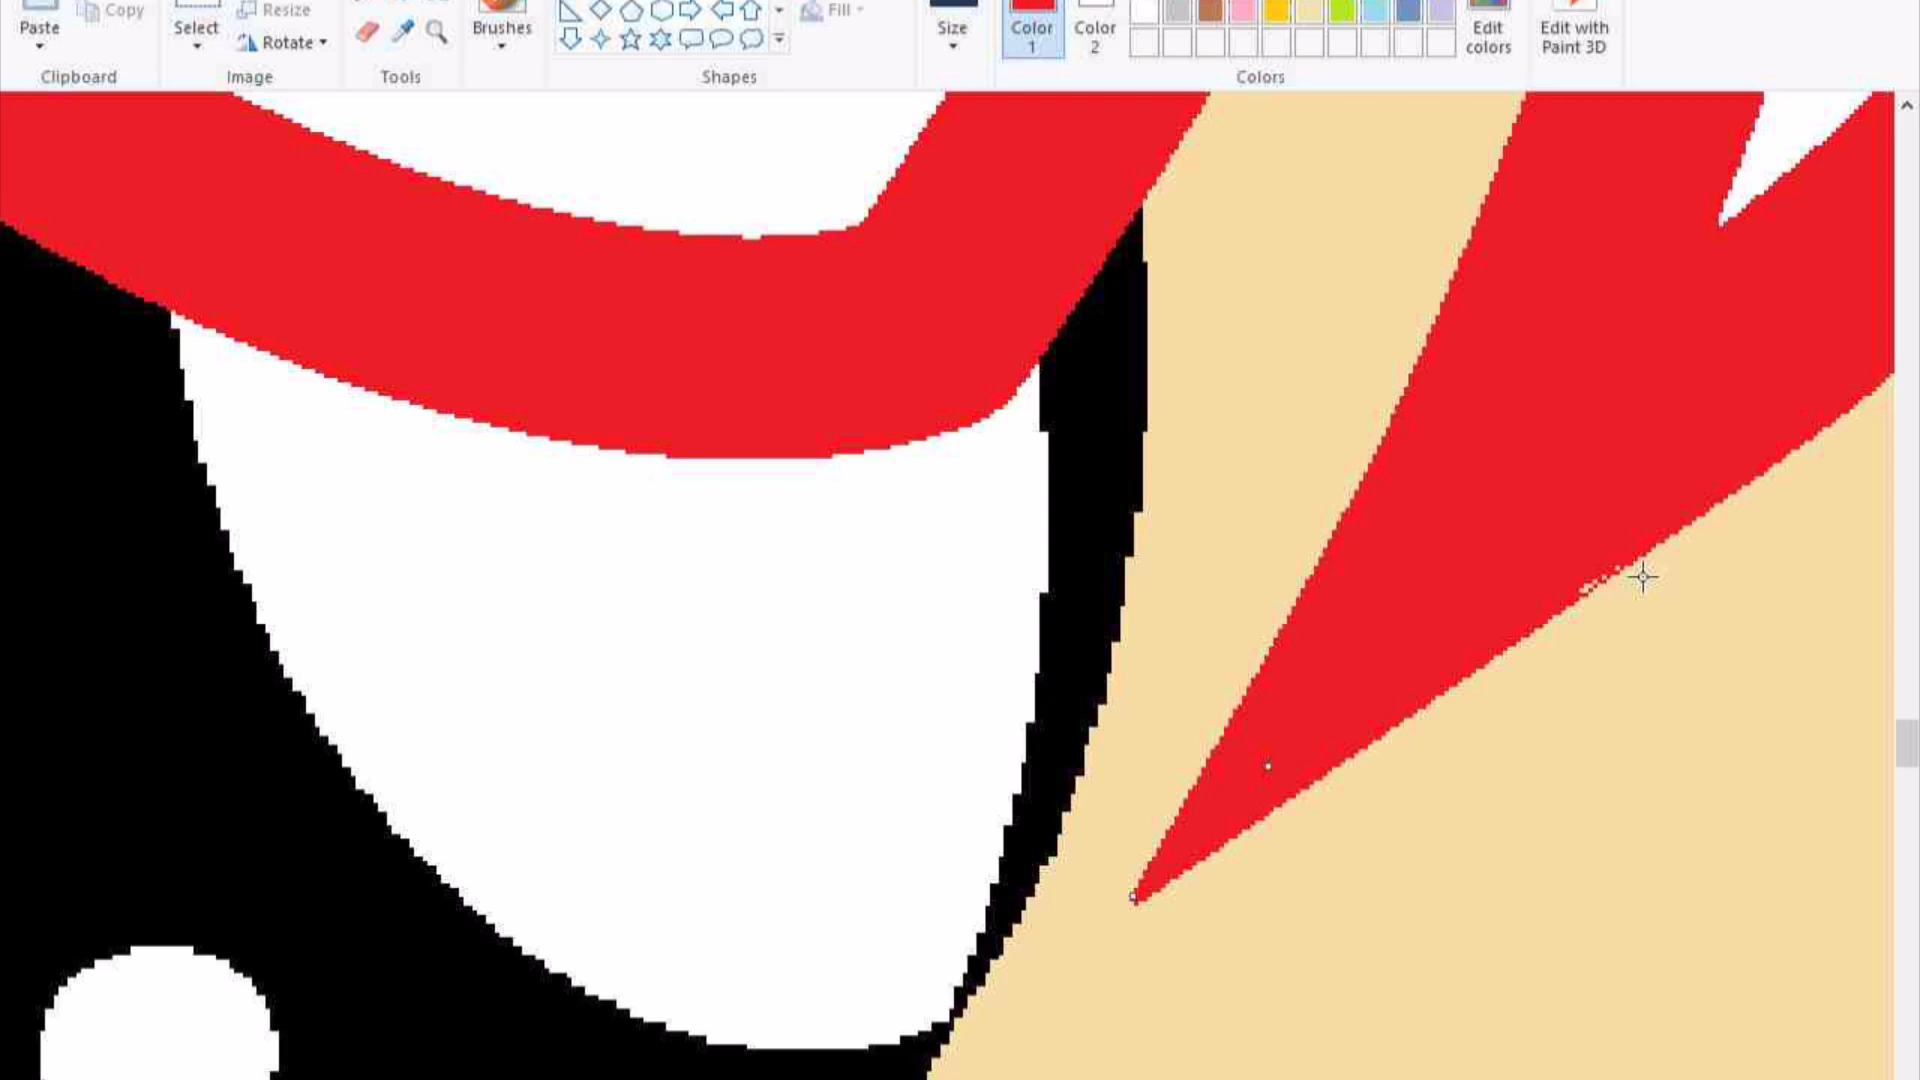 Paste
Copy
Clipboard
Select
Resize
Rotate
Image
Tools
Brushes
Shapes
Fill
Size
Color
1
Color
2
Colors
Edit
colors
Edit with
Paint 3D